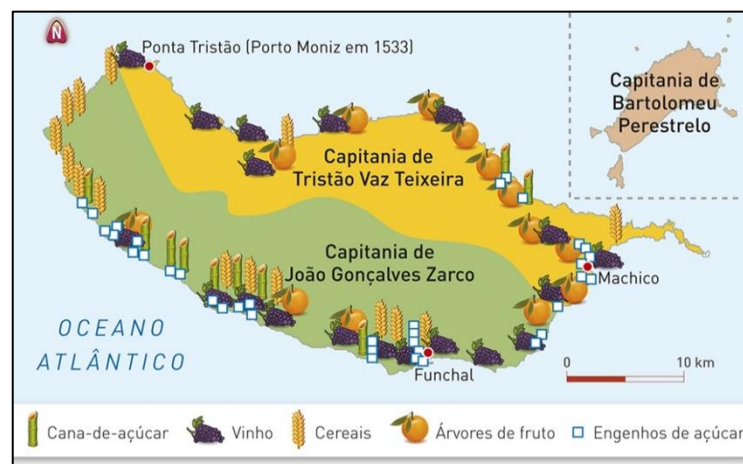 N
Ponta Tristão (Porto Moniz em 1533)
Capitania de
Bartolomeu
Perestrelo
Capitania de
Tristão Vaz Teixeira
Capitania de
João Gonçalves Zarco
Machico
OCEANO
ATLÂNTICO
Funchal
0 10 km
Cana-de-açúcar Vinho Cereais Árvores de fruto Engenhos de açúcar